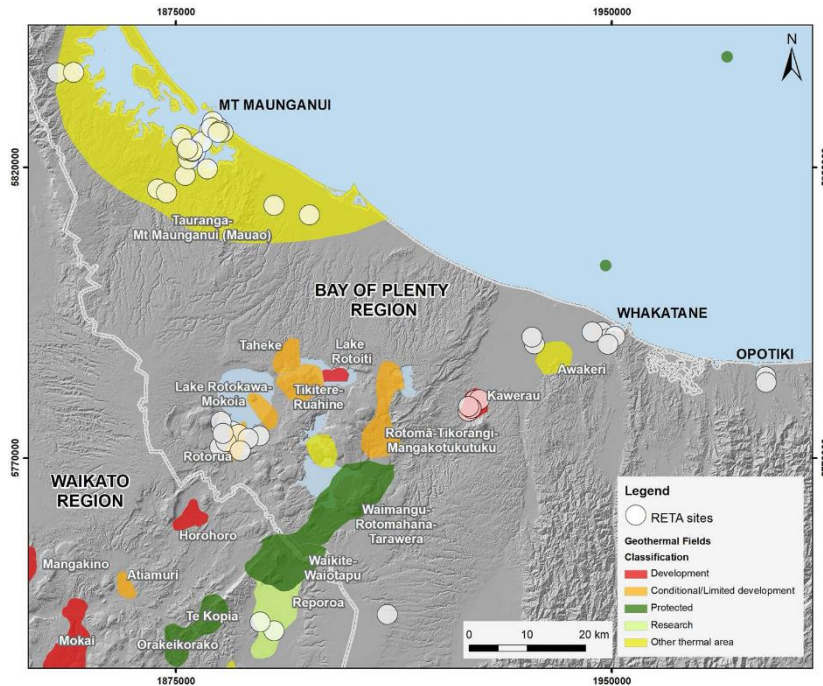 1875000
1950000
N
MT MAUNGANUI
5820000
Tauranga-
Mt Maunganui (Mauao)
BAY OF PLENTY
REGION
WHAKATANE
Taheke
Lake
Rotoiti
OPOTIKI
Awakeri
Lake Rotokawa-
Mokoia
Tikitere-
Ruahine
Kawerau
Rotomā-Tikorangi-
Mangakotukutuku
Rotorua
5770000
WAIKATO
REGION
Waimangu-
Rotomahana-
Tarawera
Horohoro
Waikite-
Waiotapu
Mangakino
Atiamuri
Reporoa
Te Kopia
Mokai
Orakeikorako
Legend
RETA sites
Geothermal Fields
Classification
Development
Conditional/Limited development
Protected
Research
Other thermal area
0
10
20 km
1875000
1950000